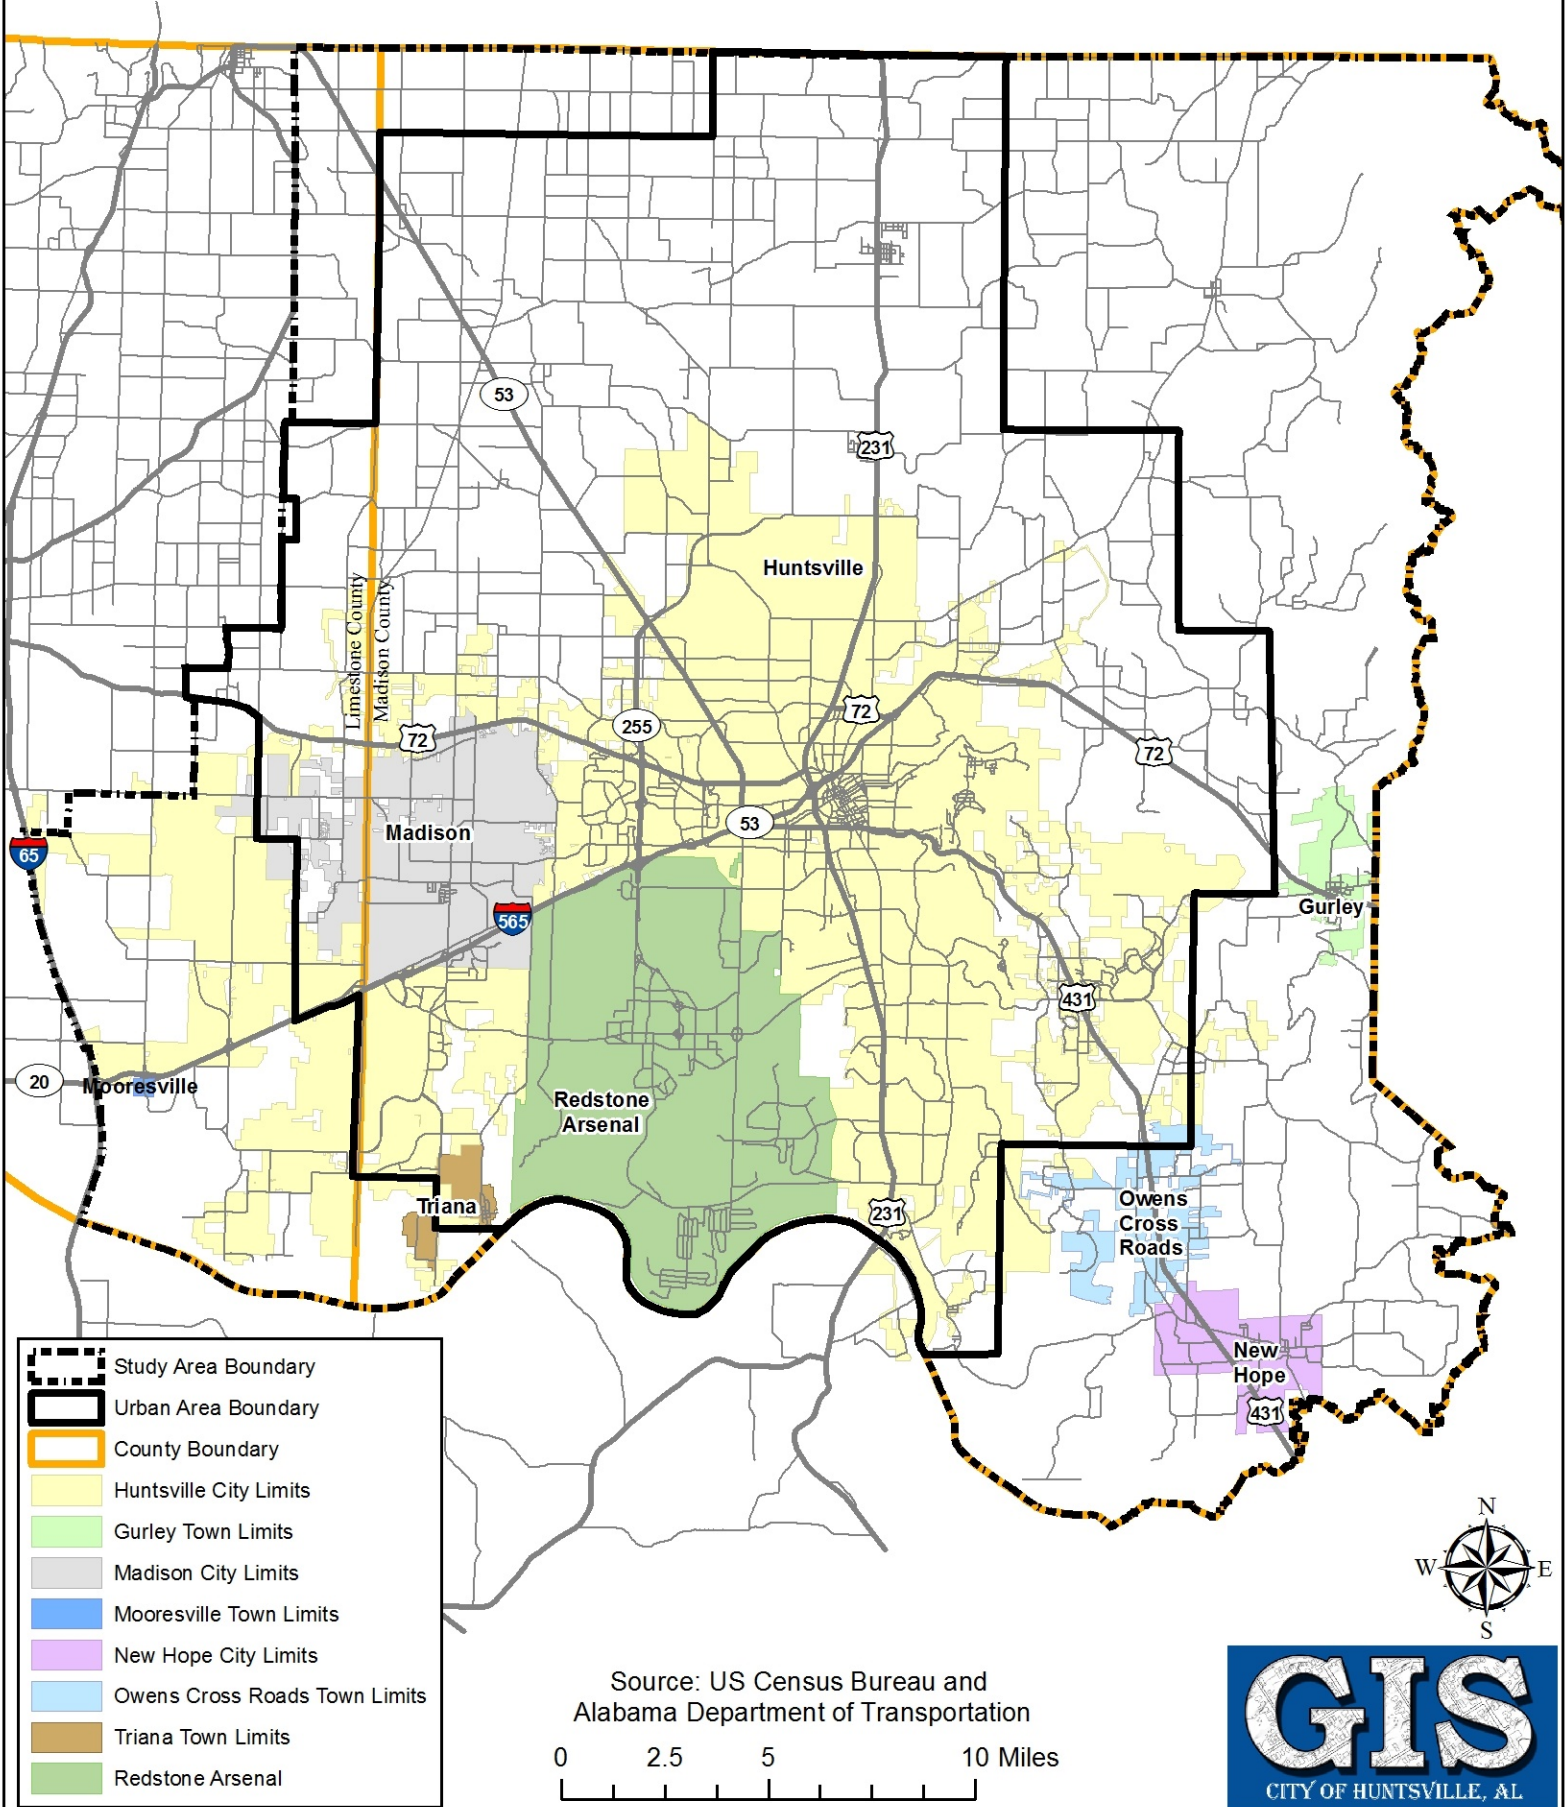 53
231
Huntsville
Limestone County
Madison County
72
255
72
72
53
Madison
65
565
Gurley
431
20
Mooresville
Redstone
Arsenal
Triana
231
Owens
Cross
Roads
New
Hope
431
Study Area Boundary
Urban Area Boundary
County Boundary
Huntsville City Limits
Gurley Town Limits
Madison City Limits
Mooresville Town Limits
New Hope City Limits
Owens Cross Roads Town Limits
Triana Town Limits
Redstone Arsenal
Source: US Census Bureau and
Alabama Department of Transportation
0 2.5 5 10 Miles
N
W E
S
GIS
CITY OF HUNTSVILLE, AL